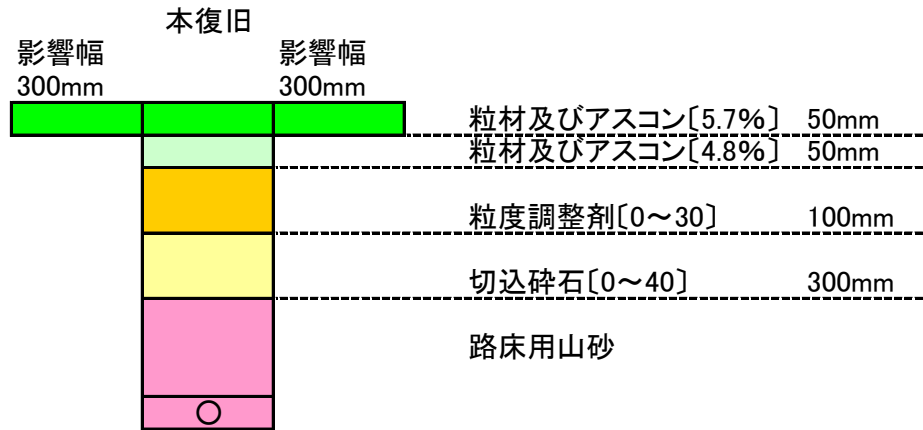 本復旧
影響幅 影響幅
300mm 300mm
粒材及びアスコン〔5.7%〕 50mm
粒材及びアスコン〔4.8%〕 50mm
粒度調整剤〔0～30〕 100mm
切込砕石〔0～40〕 300mm
路床用山砂